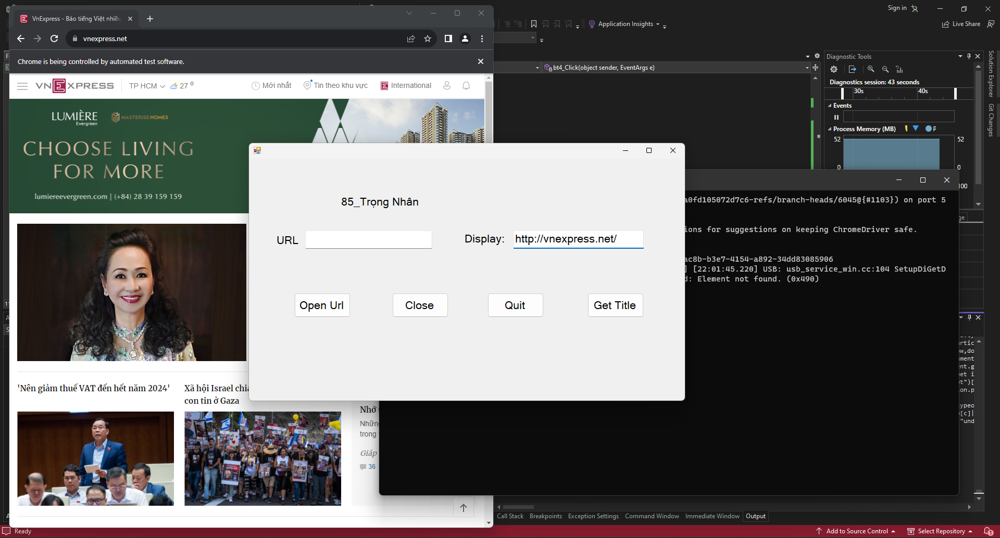 Sign in
VnExpress - Báo tiếng Việt nhiều
vnexpress.net
Chrome is being controlled by automated test software.
VNEXPRESS
TP HCM
27 °
Mới nhất
Tin theo khu vực
International
LUMIÈRE
Evergreen
MASTERISE HOMES
CHOOSE LIVING
FOR MORE
lumiereevergreen.com | (+84) 28 39 159 159
'Nên giảm thuế VAT đến hết năm 2024'
Xã hội Israel chia
con tin ở Gaza
Nhớ
Những
trong
Giáp
36
85_Trọng Nhân
URL
Display:
http://vnexpress.net/
Open Url
Close
Quit
Get Title
Application Insights
Live Share
bt4_Click(object sender, EventArgs e)
Diagnostic Tools
Diagnostics session: 43 seconds
30s
40s
Events
Process Memory (MB)
P
52
52
0
0
100
Solution Explorer
Git Changes
a0fd105072d7c6-refs/branch-heads/6045@{#1103}) on port 5
ions for suggestions on keeping ChromeDriver safe.
ac8b-b3e7-4154-a892-34dd83085906
] [22:01:45.220] USB: usb_service_win.cc:104 SetupDiGetD
d: Element not found. (0x490)
ge
rtic
ow,do
ment
nt.g
et i
t")[
ion.p
typeo
[c]|
"und
Call Stack
Breakpoints
Exception Settings
Command Window
Immediate Window
Output
Ready
Add to Source Control
Select Repository
1